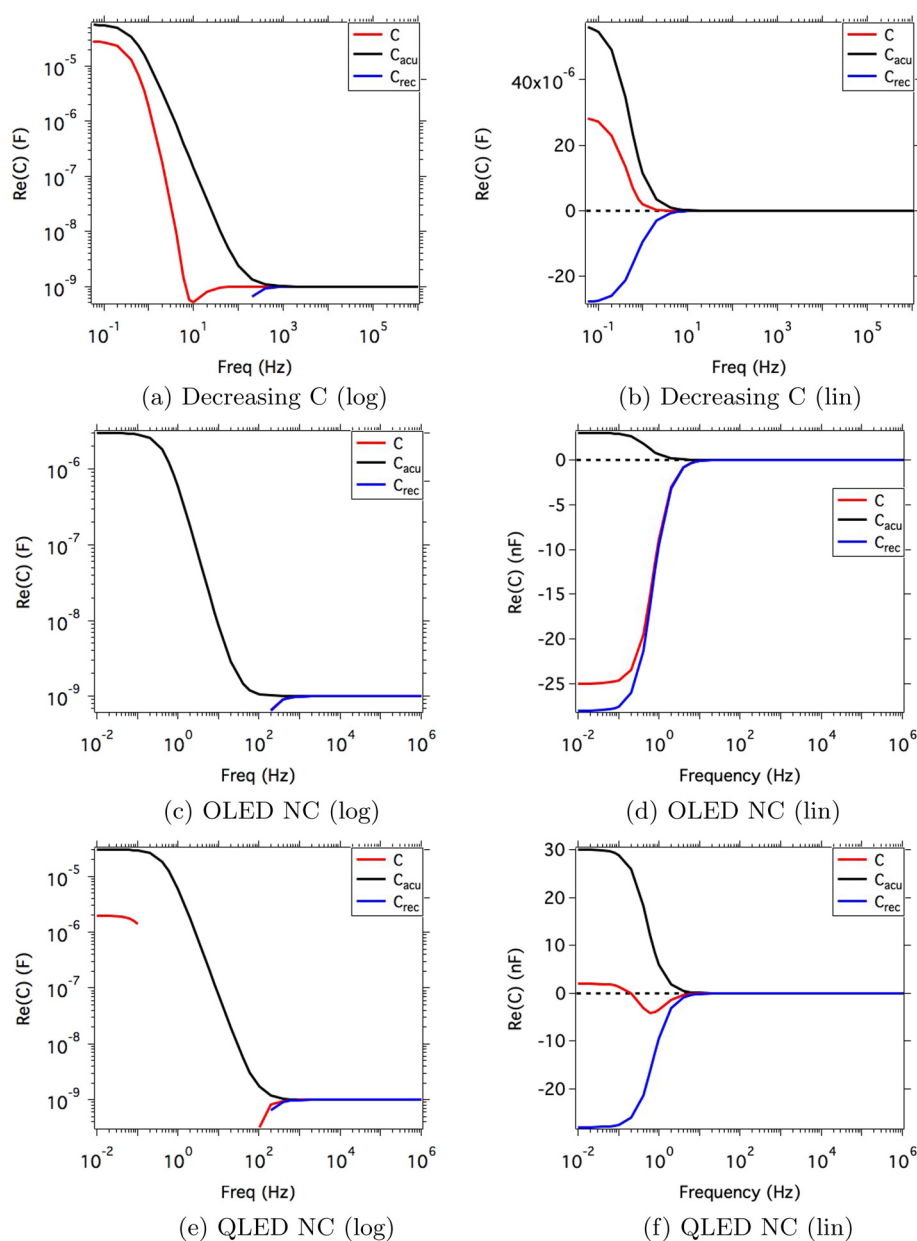 C
C_acu
C_rec
10^-5
10^-6
10^-7
10^-8
10^-9
Re(C) (F)
10^-1
10^1
10^3
10^5
Freq (Hz)
(a) Decreasing C (log)
C
C_acu
C_rec
40x10^-6
20
0
-20
Re(C) (F)
10^-1
10^1
10^3
10^5
Freq (Hz)
(b) Decreasing C (lin)
C
C_acu
C_rec
10^-6
10^-7
10^-8
10^-9
Re(C) (F)
10^-2
10^0
10^2
10^4
10^6
Freq (Hz)
(c) OLED NC (log)
0
-5
-10
-15
-20
-25
Re(C) (nF)
C
C_acu
C_rec
10^-2
10^0
10^2
10^4
10^6
Frequency (Hz)
(d) OLED NC (lin)
C
C_acu
C_rec
10^-5
10^-6
10^-7
10^-8
10^-9
Re(C) (F)
10^-2
10^0
10^2
10^4
10^6
Freq (Hz)
(e) QLED NC (log)
C
C_acu
C_rec
30
20
10
0
-10
-20
Re(C) (nF)
10^-2
10^0
10^2
10^4
10^6
Frequency (Hz)
(f) QLED NC (lin)